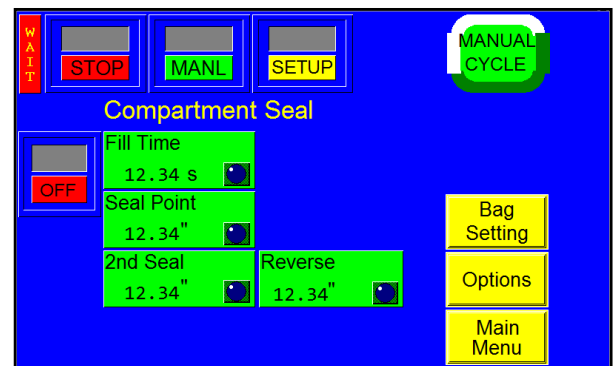 WAIT
STOP
MANL
SETUP
MANUAL
CYCLE
Compartment Seal
OFF
Fill Time
12.34 s
Seal Point
12.34"
2nd Seal
12.34"
Reverse
12.34"
Bag
Setting
Options
Main
Menu